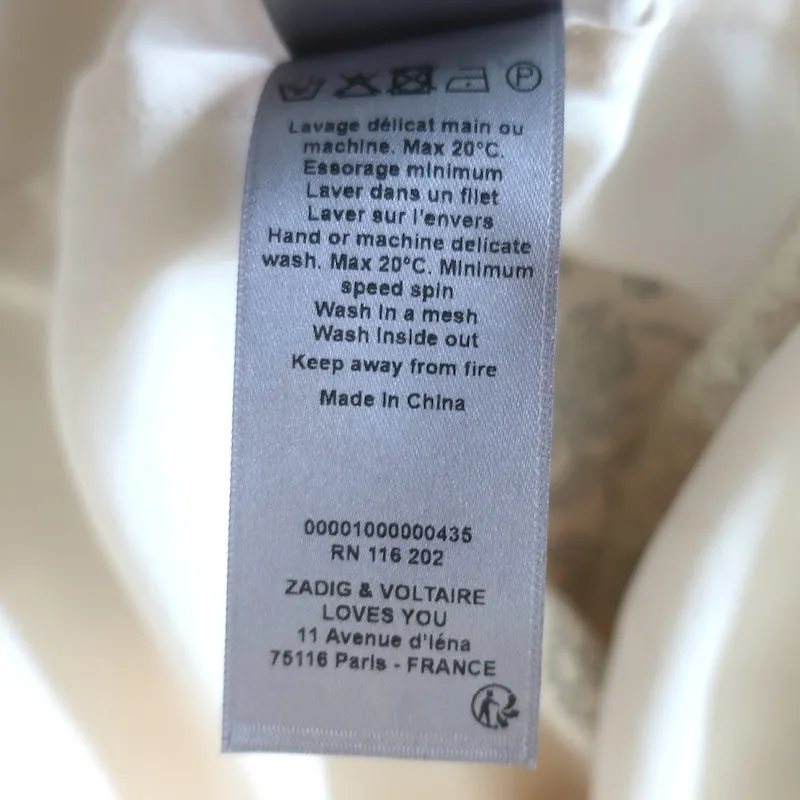 P
Lavage délicat main ou
machine. Max 20°C.
Essorage minimum
Laver dans un filet
Laver sur l'envers
Hand or machine delicate
wash. Max 20°C. Minimum
speed spin
Wash in a mesh
Wash inside out
Keep away from fire
Made in China
00001000000435
RN 116 202
ZADIG & VOLTAIRE
LOVES YOU
11 Avenue d'Iéna
75116 Paris - FRANCE